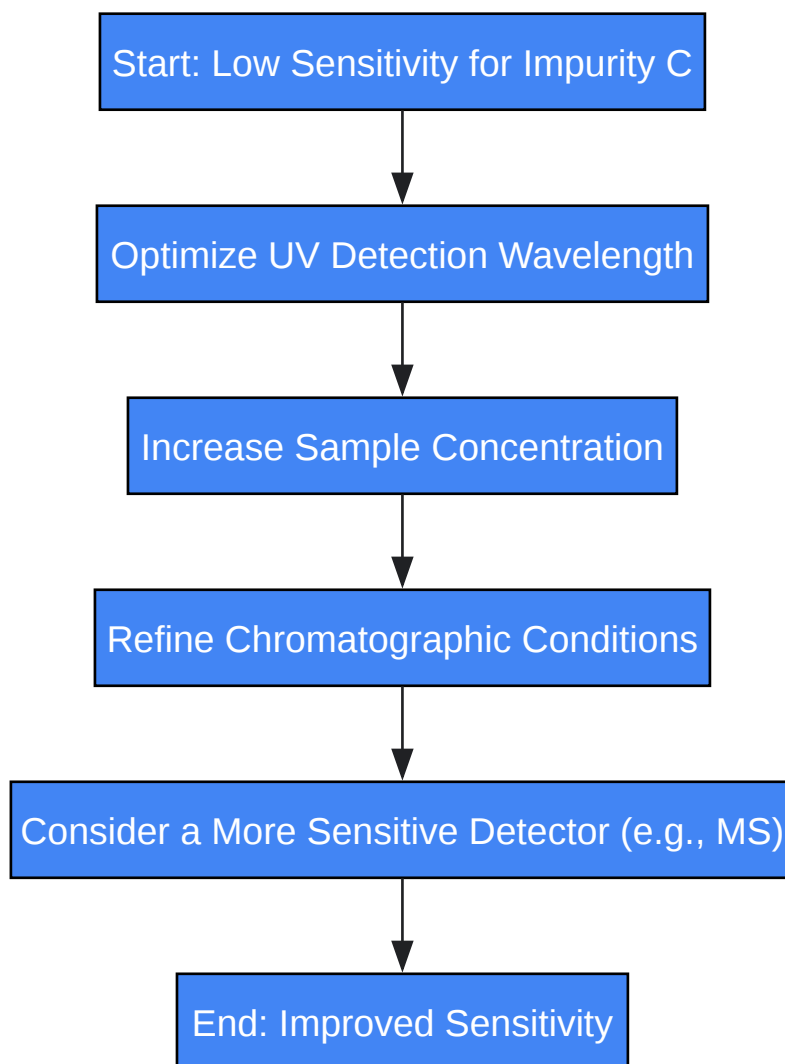 Start: Low Sensitivity for Impurity C
Optimize UV Detection Wavelength
Increase Sample Concentration
Refine Chromatographic Conditions
Consider a More Sensitive Detector (e.g., MS)
End: Improved Sensitivity